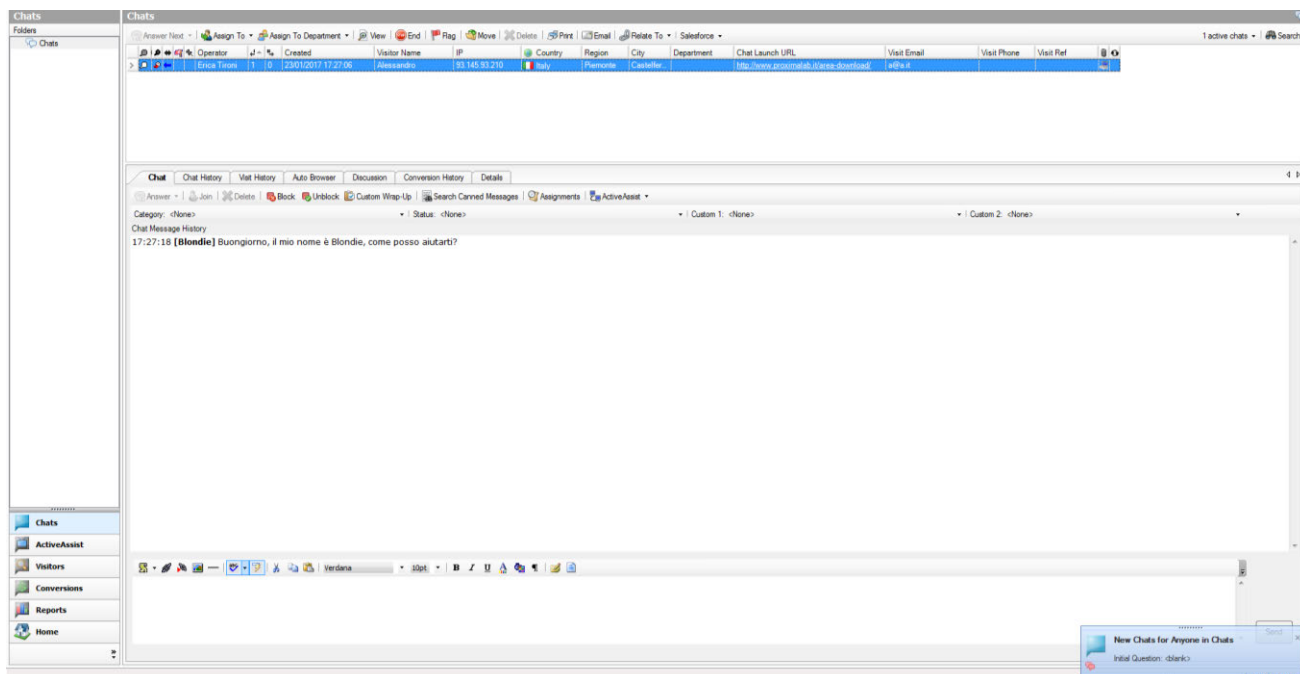 Chats
Folders
Chats
Chats
Answer Next Assign To Assign To Department View End Flag Move Delete Print Email Relate To Salesforce 1 active chats Search
Operator Created Visitor Name IP Country Region City Department Chat Launch URL Visit Email Visit Phone Visit Ref
Erica Tironi 1 0 23/01/2017 17:27:06 Alessandro 93.145.93.210 Italy Piemonte Castelfer... http://www.proximalab.it/area-download/ a@a.it
Chat Chat History Visit History Auto Browser Discussion Conversion History Details
Answer Join Delete Block Unblock Custom Wrap-Up Search Canned Messages Assignments ActiveAssist
Category: <None> Status: <None> Custom 1: <None> Custom 2: <None>
Chat Message History
17:27:18 [Blondie] Buongiorno, il mio nome è Blondie, come posso aiutarti?
Chats
ActiveAssist
Visitors
Conversions
Reports
Home
Verdana 10pt B I U A
Send
New Chats for Anyone in Chats
Initial Question: <blank>